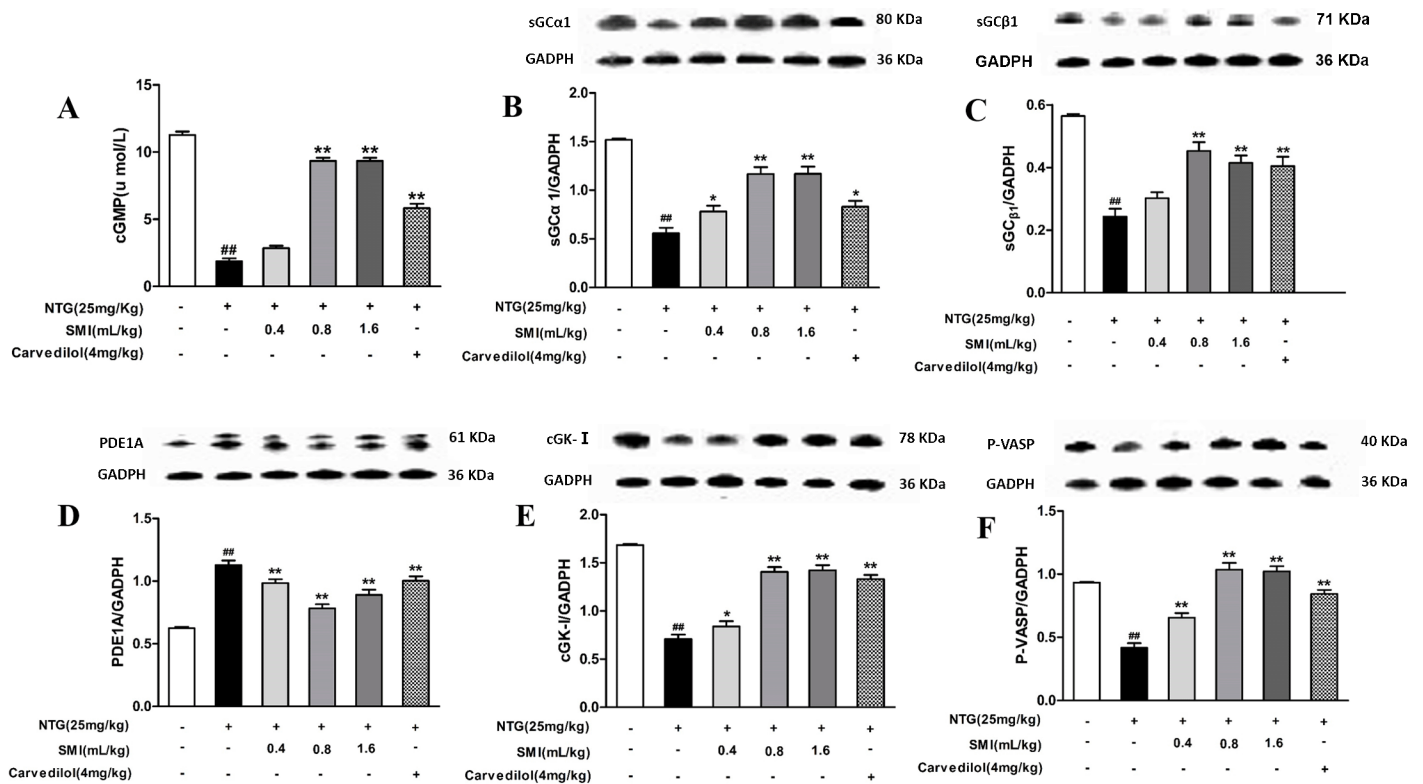 sGCα1 80 KDa
GADPH 36 KDa
sGCβ1 71 KDa
GADPH 36 KDa
A
cGMP(u mol/L)
15
10
5
0
##
** ** **
NTG(25mg/Kg) - + + + + +
SMI(mL/kg) - - 0.4 0.8 1.6 -
Carvedilol(4mg/kg) - - - - - +
B
sGCα 1/GADPH
2.0
1.5
1.0
0.5
0.0
## * ** ** *
NTG(25mg/kg) - + + + + +
SMI(mL/kg) - - 0.4 0.8 1.6 -
Carvedilol(4mg/kg) - - - - - +
C
sGCβ1/GADPH
0.6
0.4
0.2
0.0
## ** ** **
NTG(25mg/kg) - + + + + +
SMI(mL/kg) - - 0.4 0.8 1.6 -
Carvedilol(4mg/kg) - - - - - +
PDE1A 61 KDa
GADPH 36 KDa
D
PDE1A/GADPH
1.5
1.0
0.5
0.0
## ** ** ** **
NTG(25mg/kg) - + + + + +
SMI(mL/kg) - - 0.4 0.8 1.6 -
Carvedilol(4mg/kg) - - - - - +
cGK-Ⅰ 78 KDa
GADPH 36 KDa
E
cGK-I/GADPH
2.0
1.5
1.0
0.5
0.0
## * ** ** **
NTG(25mg/kg) - + + + + +
SMI(mL/kg) - - 0.4 0.8 1.6 -
Carvedilol(4mg/kg) - - - - - +
P-VASP 40 KDa
GADPH 36 KDa
F
P-VASP/GADPH
1.5
1.0
0.5
0.0
## ** ** ** **
NTG(25mg/kg) - + + + + +
SMI(mL/kg) - - 0.4 0.8 1.6 -
Carvedilol(4mg/kg) - - - - - +